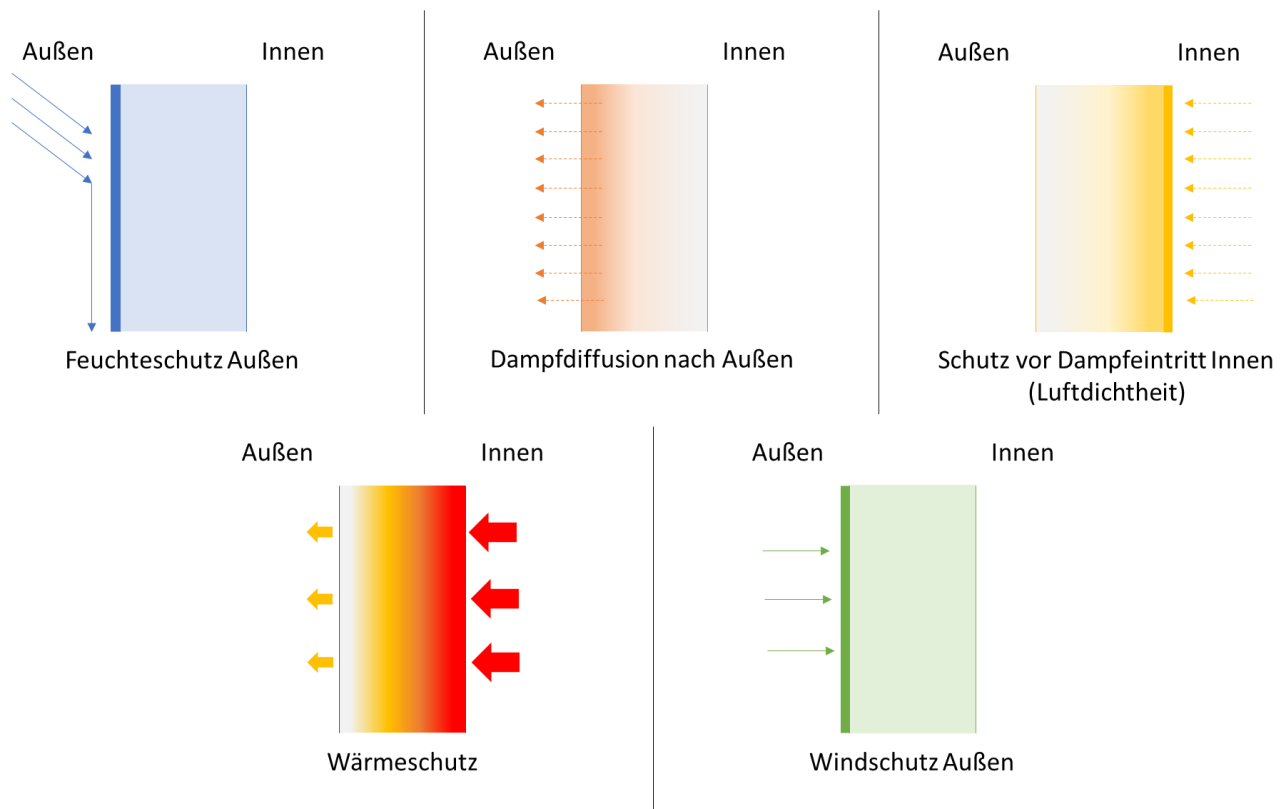 Außen
Innen
Feuchteschutz Außen
Außen
Innen
Dampfdiffusion nach Außen
Außen
Innen
Schutz vor Dampfeintritt Innen
(Luftdichtheit)
Außen
Innen
Wärmeschutz
Außen
Innen
Windschutz Außen